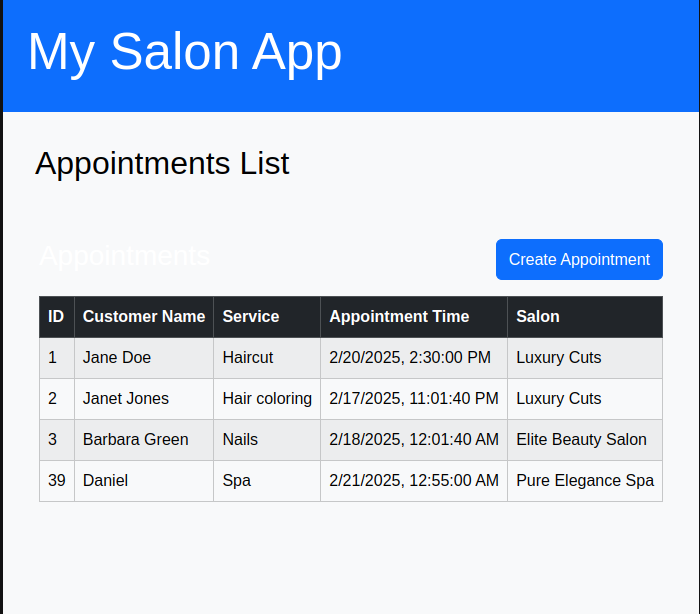 My Salon App
Appointments List
Appointments
Create Appointment
ID Customer Name Service Appointment Time Salon
1 Jane Doe Haircut 2/20/2025, 2:30:00 PM Luxury Cuts
2 Janet Jones Hair coloring 2/17/2025, 11:01:40 PM Luxury Cuts
3 Barbara Green Nails 2/18/2025, 12:01:40 AM Elite Beauty Salon
39 Daniel Spa 2/21/2025, 12:55:00 AM Pure Elegance Spa